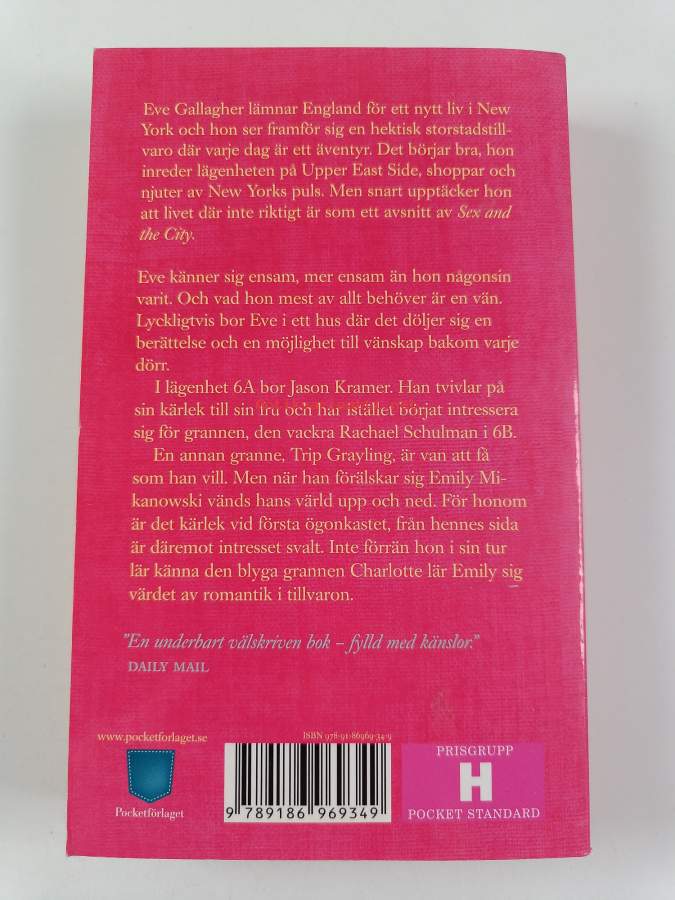 Eve Gallagher lämnar England för ett nytt liv i New
York och hon ser framför sig en hektisk storstadstill-
varo där varje dag är ett äventyr. Det börjar bra, hon
inreder lägenheten på Upper East Side, shoppar och
njuter av New Yorks puls. Men snart upptäcker hon
att livet där inte riktigt är som ett avsnitt av Sex and
the City.
Eve känner sig ensam, mer ensam än hon någonsin
varit. Och vad hon mest av allt behöver är en vän.
Lyckligtvis bor Eve i ett hus där det döljer sig en
berättelse och en möjlighet till vänskap bakom varje
dörr.
I lägenhet 6A bor Jason Kramer. Han tvivlar på
sin kärlek till sin fru och har istället börjat intressera
sig för grannen, den vackra Rachael Schulman i 6B.
En annan granne, Trip Grayling, är van att få
som han vill. Men när han förälskar sig Emily Mi-
kanowski vänds hans värld upp och ned. För honom
är det kärlek vid första ögonkastet, från hennes sida
är däremot intresset svalt. Inte förrän hon i sin tur
lär känna den blyga grannen Charlotte lär Emily sig
värdet av romantik i tillvaron.
"En underbart välskriven bok – fylld med känslor."
DAILY MAIL
www.pocketforlaget.se
Pocketförlaget
ISBN 978-91-86969-34-9
9 789186 969349
PRISGRUPP
H
POCKET STANDARD